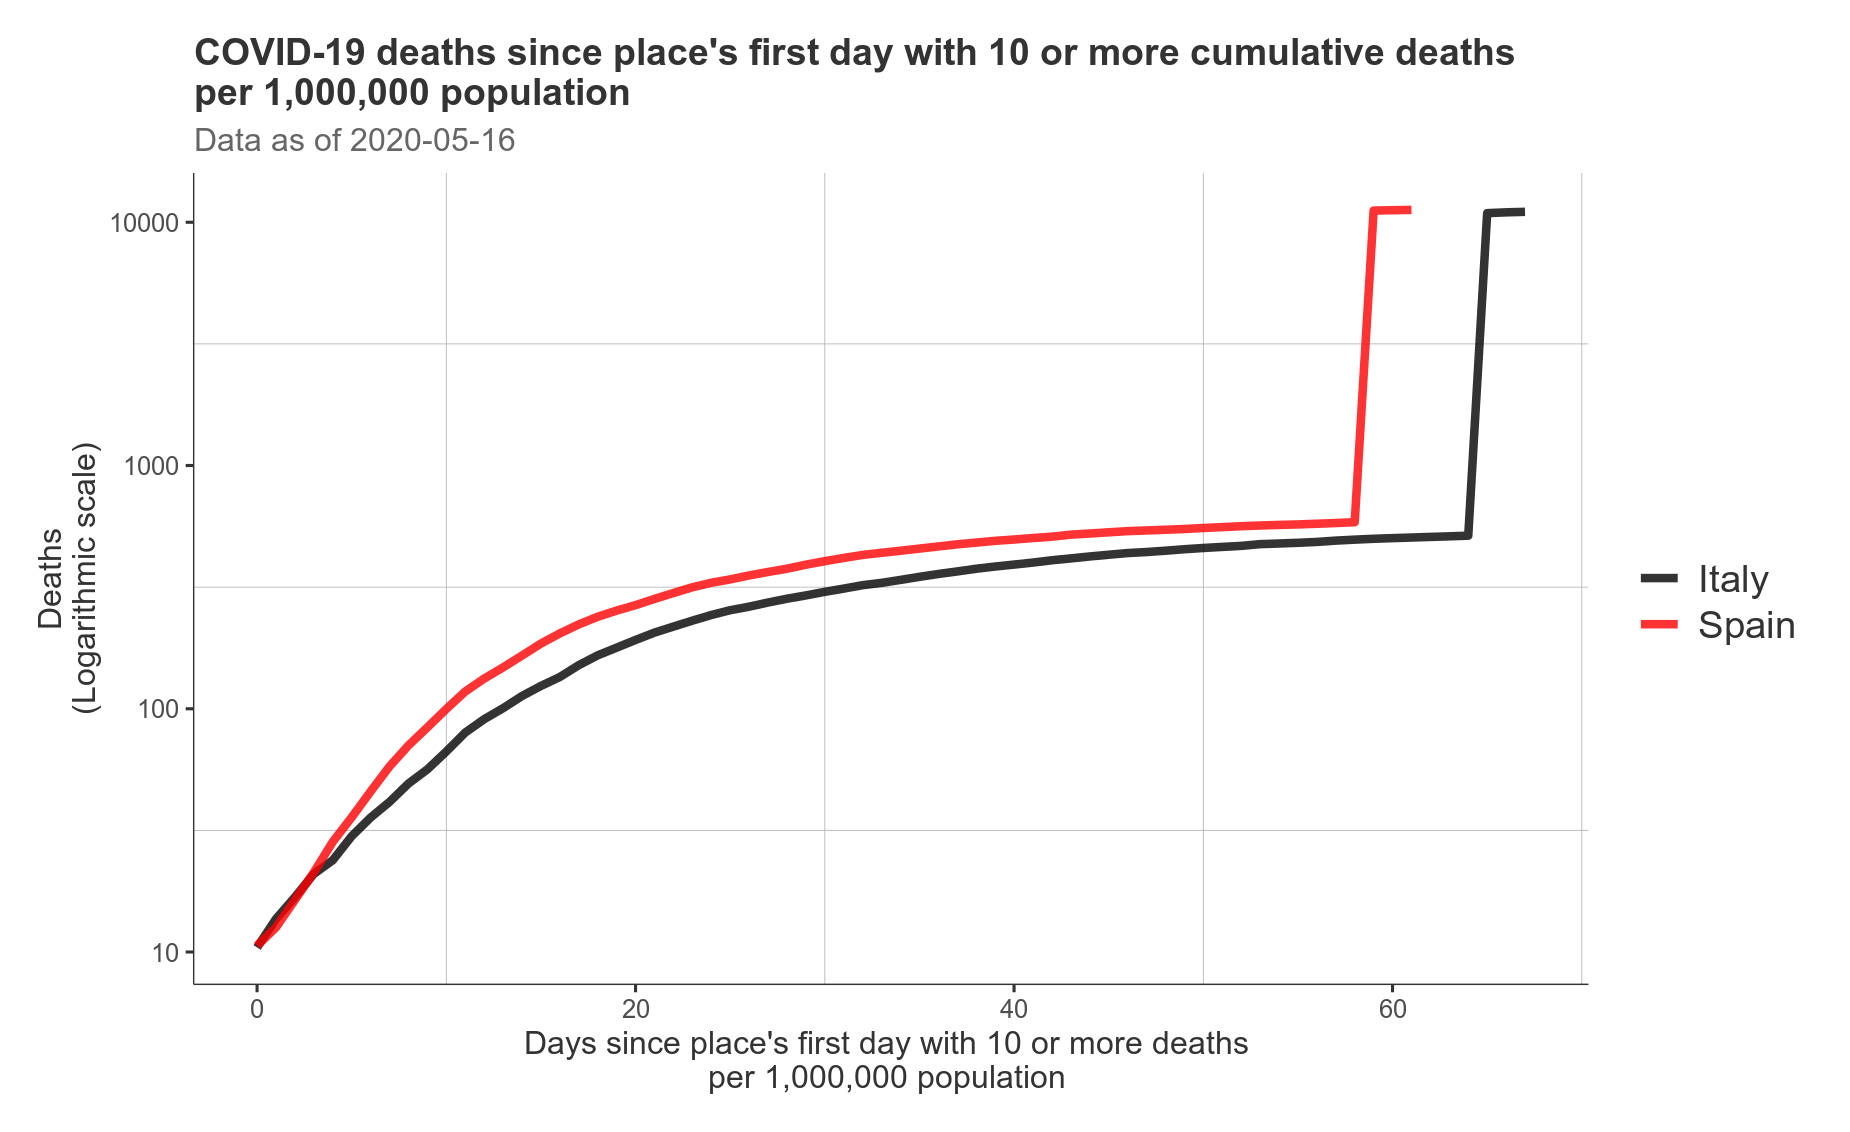 COVID-19 deaths since place's first day with 10 or more cumulative deaths
per 1,000,000 population
Data as of 2020-05-16
Deaths
(Logarithmic scale)
10000
1000
100
10
0
20
40
60
Days since place's first day with 10 or more deaths
per 1,000,000 population
Italy
Spain